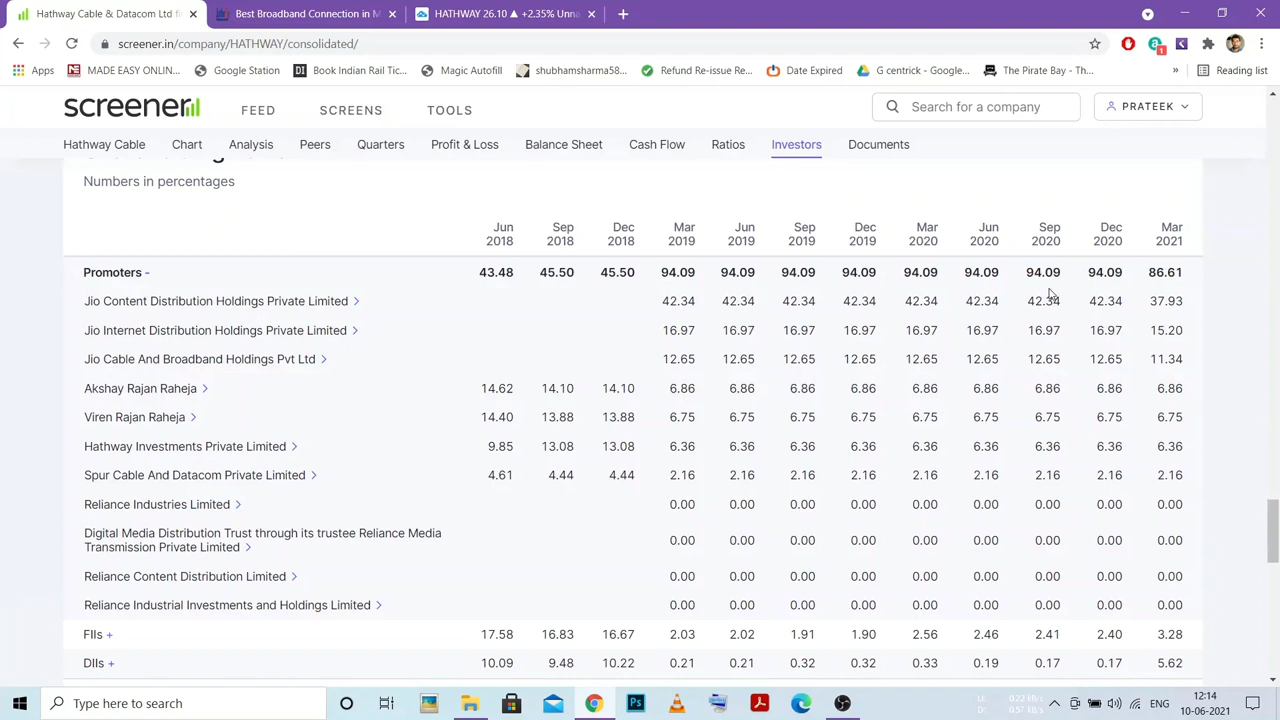 Hathway Cable & Datacom Ltd fi
Best Broadband Connection in M
HATHWAY 26.10 ▲ +2.35% Unna
screener.in/company/HATHWAY/consolidated/
Apps
MADE EASY ONLIN...
Google Station
Book Indian Rail Tic...
Magic Autofill
shubhamsharma58...
Refund Re-issue Re...
Date Expired
G centrick - Google...
The Pirate Bay - Th...
»
Reading list
screener
FEED
SCREENS
TOOLS
Search for a company
PRATEEK
Hathway Cable
Chart
Analysis
Peers
Quarters
Profit & Loss
Balance Sheet
Cash Flow
Ratios
Investors
Documents
Numbers in percentages
Jun Sep Dec Mar Jun Sep Dec Mar Jun Sep Dec Mar
2018 2018 2018 2019 2019 2019 2019 2020 2020 2020 2020 2021
Promoters - 43.48 45.50 45.50 94.09 94.09 94.09 94.09 94.09 94.09 94.09 94.09 86.61
Jio Content Distribution Holdings Private Limited 42.34 42.34 42.34 42.34 42.34 42.34 42.34 42.34 37.93
Jio Internet Distribution Holdings Private Limited 16.97 16.97 16.97 16.97 16.97 16.97 16.97 16.97 15.20
Jio Cable And Broadband Holdings Pvt Ltd 12.65 12.65 12.65 12.65 12.65 12.65 12.65 12.65 11.34
Akshay Rajan Raheja 14.62 14.10 14.10 6.86 6.86 6.86 6.86 6.86 6.86 6.86 6.86 6.86
Viren Rajan Raheja 14.40 13.88 13.88 6.75 6.75 6.75 6.75 6.75 6.75 6.75 6.75 6.75
Hathway Investments Private Limited 9.85 13.08 13.08 6.36 6.36 6.36 6.36 6.36 6.36 6.36 6.36 6.36
Spur Cable And Datacom Private Limited 4.61 4.44 4.44 2.16 2.16 2.16 2.16 2.16 2.16 2.16 2.16 2.16
Reliance Industries Limited 0.00 0.00 0.00 0.00 0.00 0.00 0.00 0.00 0.00
Digital Media Distribution Trust through its trustee Reliance Media
Transmission Private Limited 0.00 0.00 0.00 0.00 0.00 0.00 0.00 0.00 0.00
Reliance Content Distribution Limited 0.00 0.00 0.00 0.00 0.00 0.00 0.00 0.00 0.00
Reliance Industrial Investments and Holdings Limited 0.00 0.00 0.00 0.00 0.00 0.00 0.00 0.00 0.00
FIIs + 17.58 16.83 16.67 2.03 2.02 1.91 1.90 2.56 2.46 2.41 2.40 3.28
DIIs + 10.09 9.48 10.22 0.21 0.21 0.32 0.32 0.33 0.19 0.17 0.17 5.62
Type here to search
0.22 kB/s
0.57 kB/s
ENG
12:14
10-06-2021